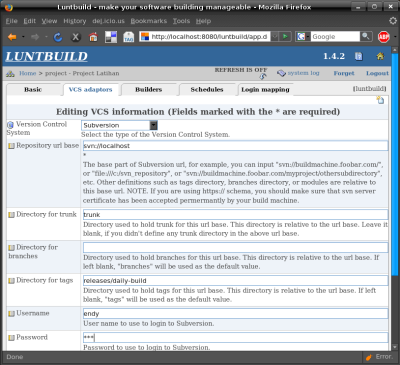 Luntbuild - make your software building manageable - Mozilla Firefox
File Edit View History del.icio.us Bookmarks Tools Help
http://localhost:8080/luntbuild/app.d
Google
ABP
LUNTBUILD
1.4.2
Home > project - Project Latihan
REFRESH IS OFF
system log
Forget
Logout
Basic
VCS adaptors
Builders
Schedules
Login mapping
(luntbuild)
Editing VCS information (Fields marked with the * are required)
Version Control System
Subversion
Select the type of the Version Control System.
Repository url base
svn://localhost
*
The base part of Subversion url, for example, you can input "svn://buildmachine.foobar.com/",
or "file:///c:/svn_repository", or "svn://buildmachine.foobar.com/myproject/othersubdirectory",
etc. Other definitions such as tags directory, branches directory, or modules are relative to
this base url. NOTE. If you are using https:// schema, you should make sure that svn server
certificate has been accepted permermantly by your build machine.
Directory for trunk
trunk
Directory used to hold trunk for this url base. This directory is relative to the url base. Leave it
blank, if you didn't define any trunk directory in the above url base.
Directory for branches
Directory used to hold branches for this url base. This directory is relative to the url base. If
left blank, "branches" will be used as the default value.
Directory for tags
releases/daily-build
Directory used to hold tags for this url base. This directory is relative to the url base. If left
blank, "tags" will be used as the default value.
Username
endy
User name to use to login to Subversion.
Password
***
Password to use to login to Subversion.
Done
Error.